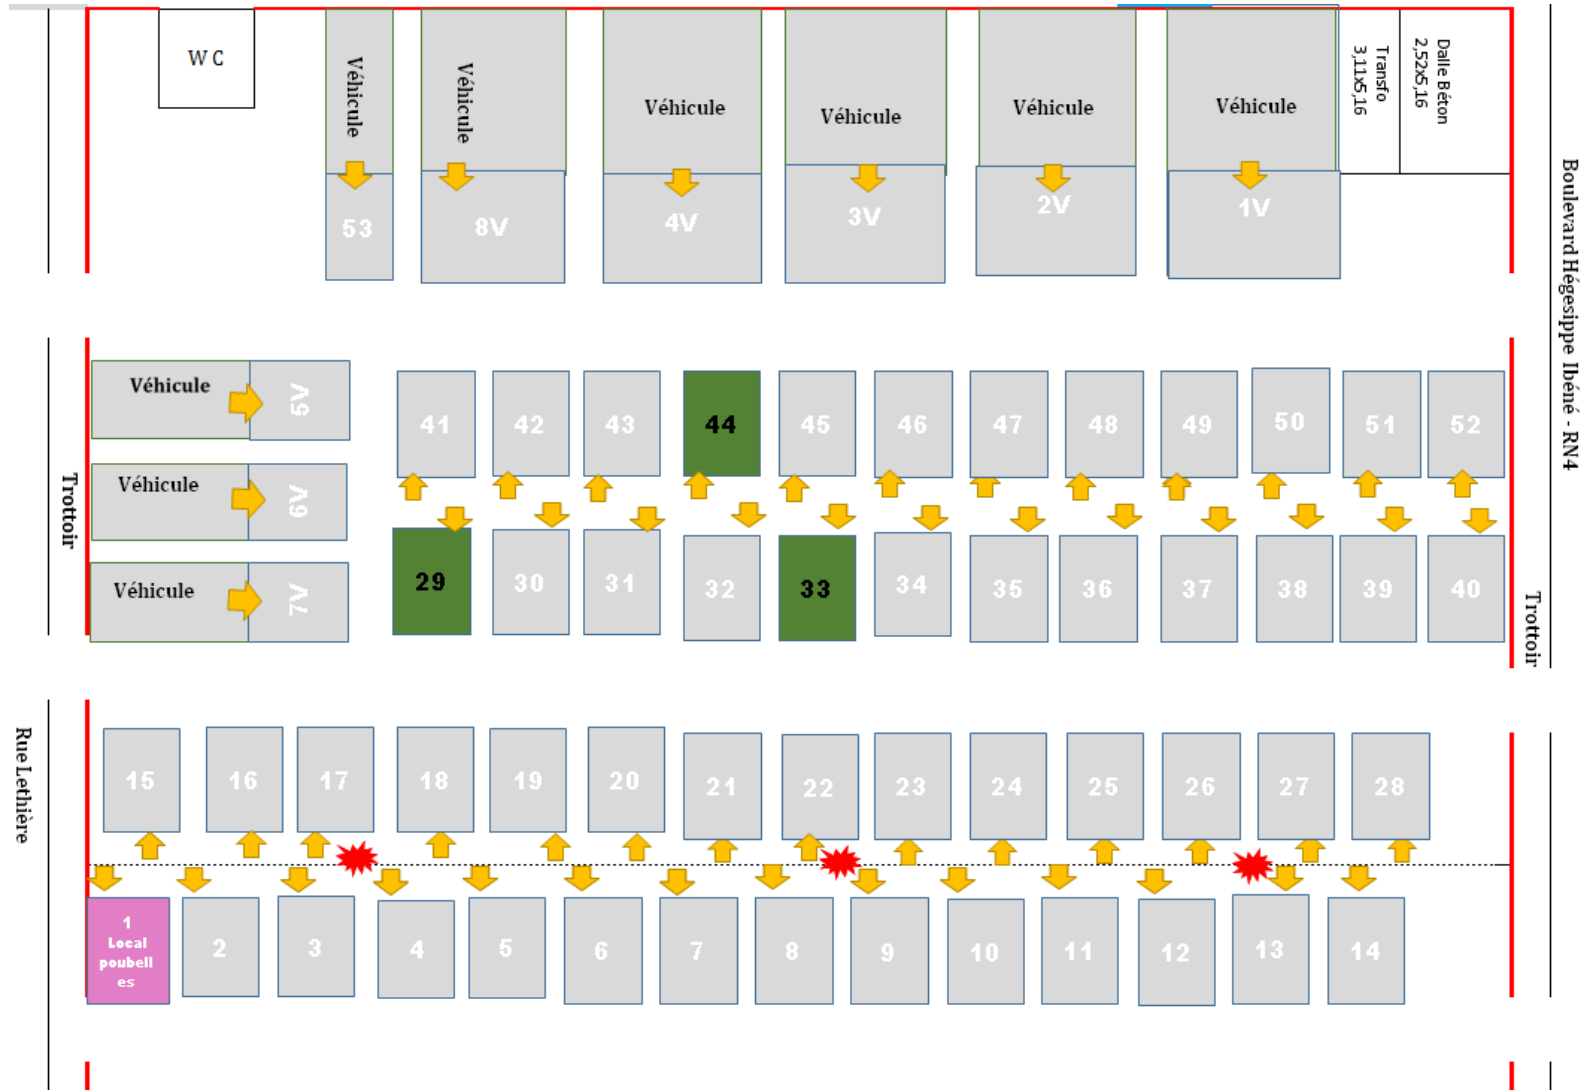 W C
Véhicule
Véhicule
Véhicule
Véhicule
Véhicule
Véhicule
Transfo
3,11x5,16
Dalle Béton
2,52x5,16
53
8V
4V
3V
2V
1V
Boulevard Hégesippe Ibéné - RN4
Véhicule
5V
Véhicule
6V
Véhicule
7V
Trottoir
41
42
43
44
45
46
47
48
49
50
51
52
29
30
31
32
33
34
35
36
37
38
39
40
Trottoir
Rue Lethière
15
16
17
18
19
20
21
22
23
24
25
26
27
28
1
Local
poubell
es
2
3
4
5
6
7
8
9
10
11
12
13
14